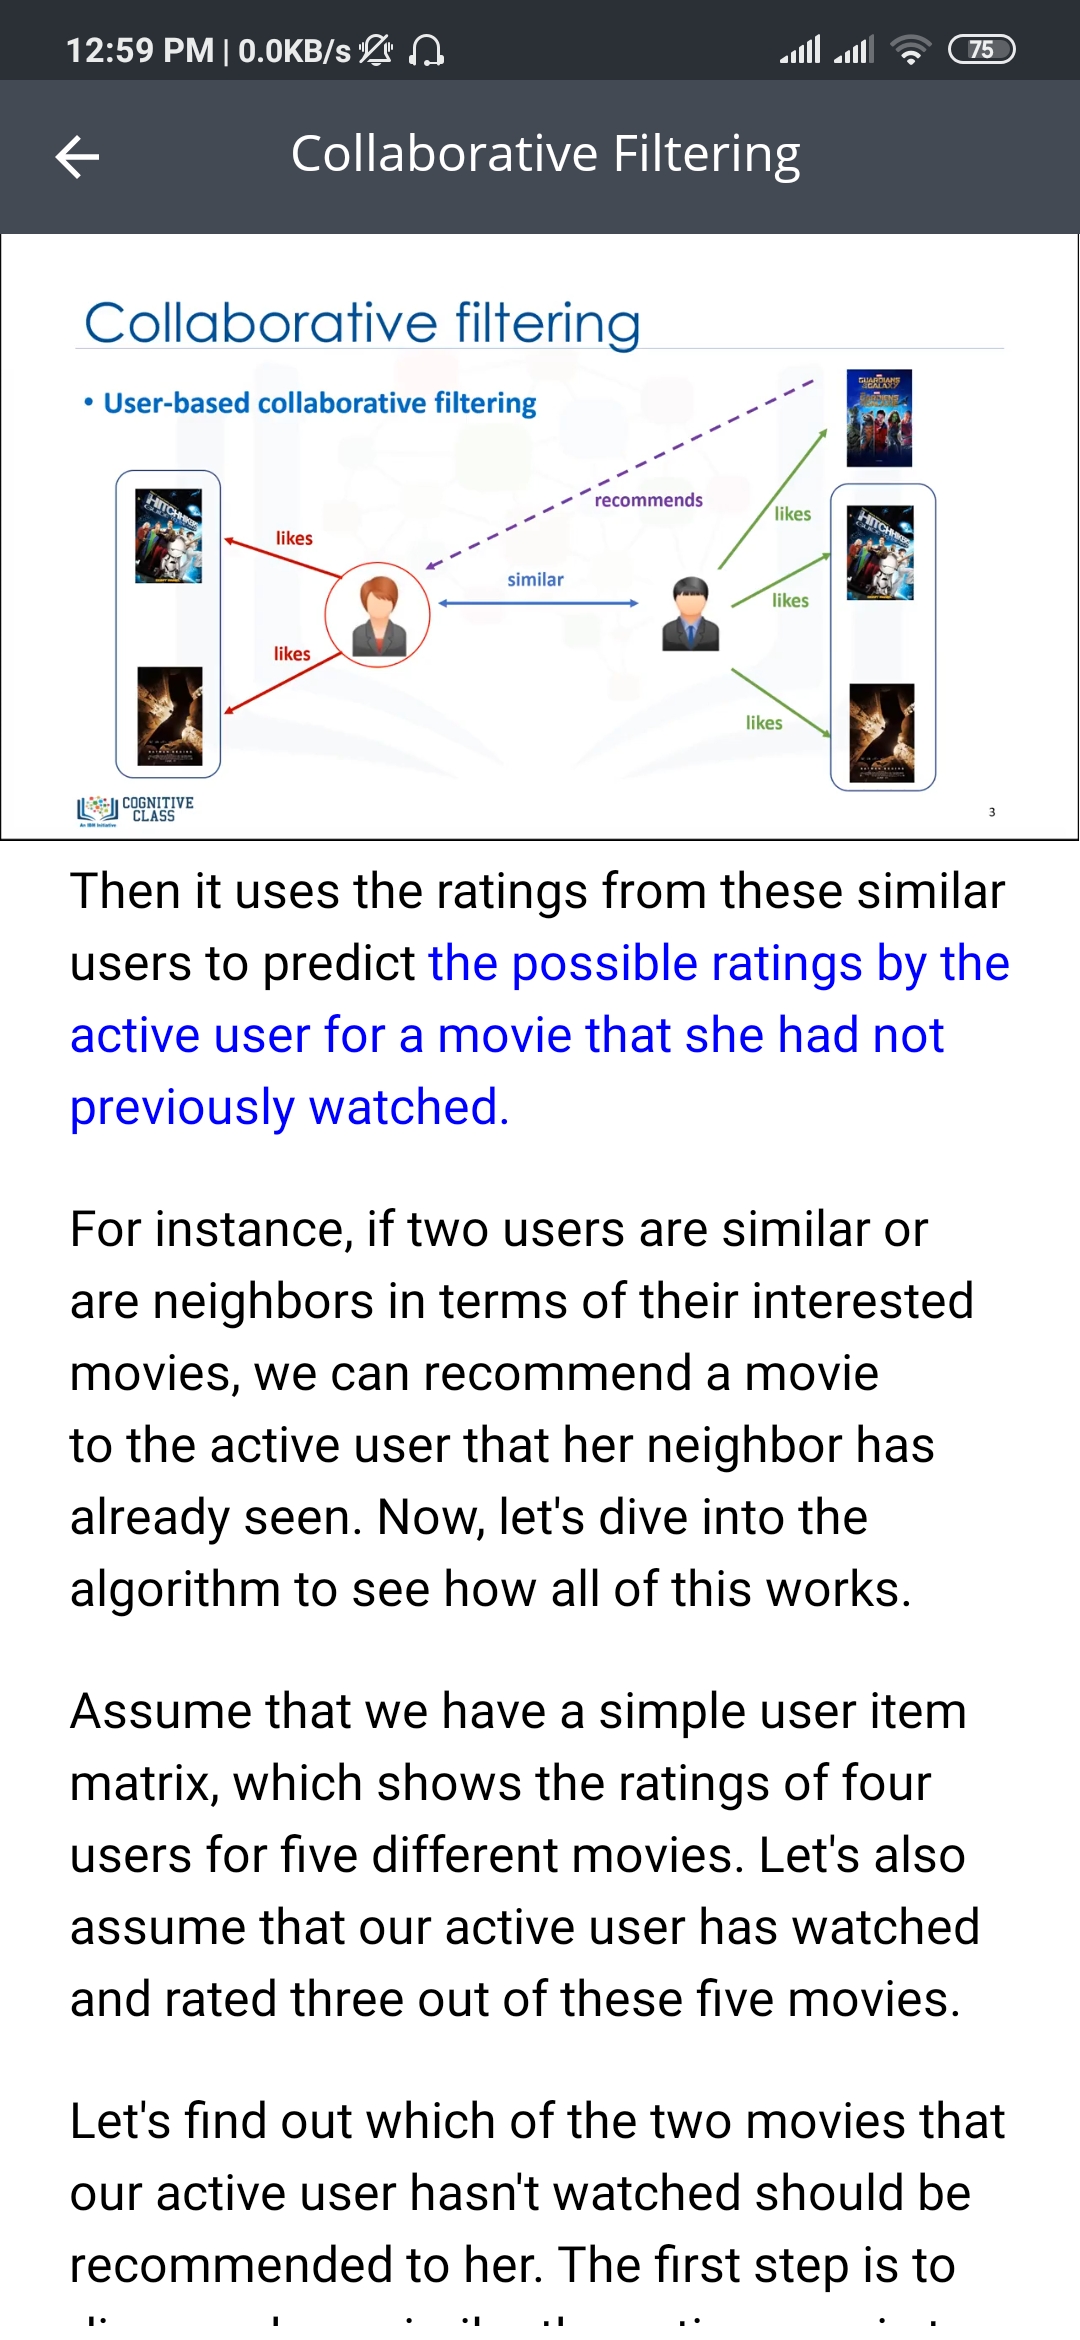 12:59 PM | 0.0KB/s
75
Collaborative Filtering
Collaborative filtering
• User-based collaborative filtering
GUARDIANS
GALAXY
recommends
likes
HITCHHIKERS
likes
similar
likes
likes
likes
COGNITIVE
CLASS
An IBM Initiative
3
Then it uses the ratings from these similar
users to predict the possible ratings by the
active user for a movie that she had not
previously watched.
For instance, if two users are similar or
are neighbors in terms of their interested
movies, we can recommend a movie
to the active user that her neighbor has
already seen. Now, let's dive into the
algorithm to see how all of this works.
Assume that we have a simple user item
matrix, which shows the ratings of four
users for five different movies. Let's also
assume that our active user has watched
and rated three out of these five movies.
Let's find out which of the two movies that
our active user hasn't watched should be
recommended to her. The first step is to